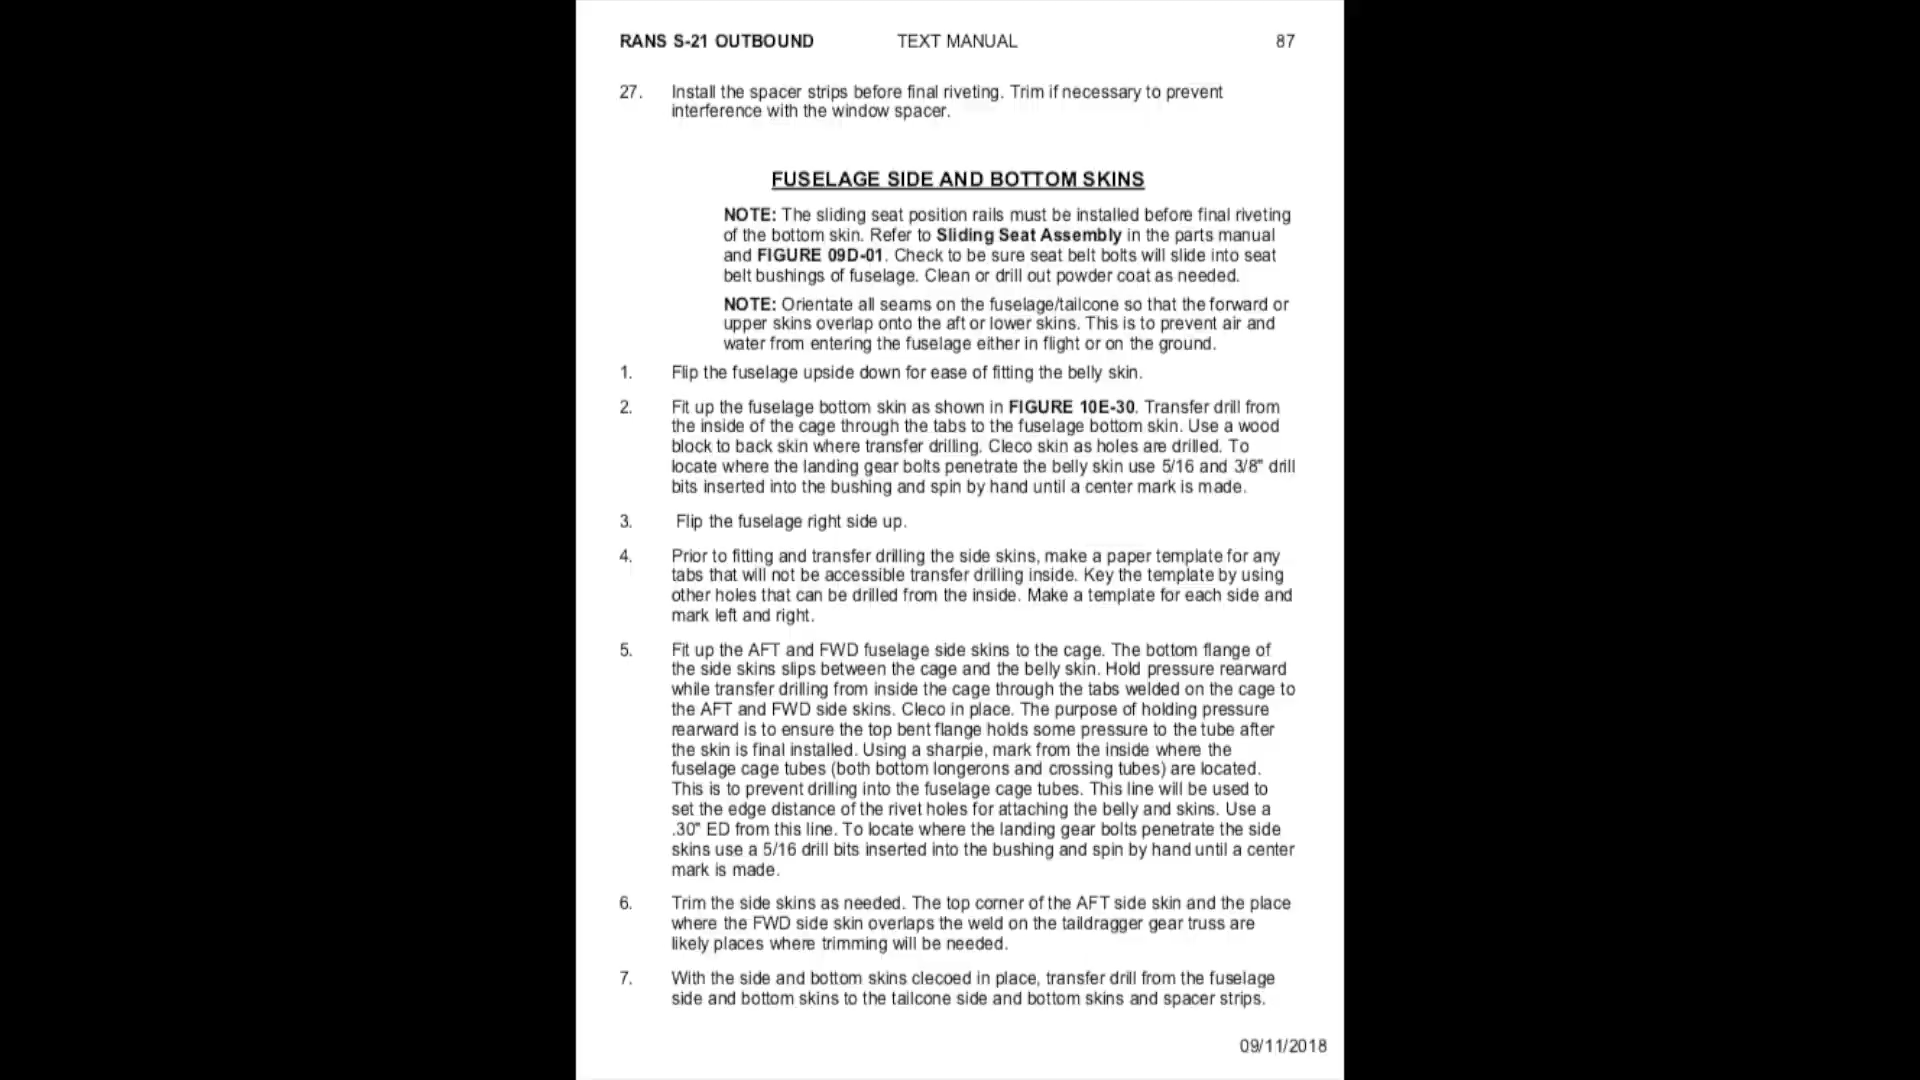 RANS S-21 OUTBOUND TEXT MANUAL 87
27. Install the spacer strips before final riveting. Trim if necessary to prevent
interference with the window spacer.
FUSELAGE SIDE AND BOTTOM SKINS
NOTE: The sliding seat position rails must be installed before final riveting
of the bottom skin. Refer to Sliding Seat Assembly in the parts manual
and FIGURE 09D-01. Check to be sure seat belt bolts will slide into seat
belt bushings of fuselage. Clean or drill out powder coat as needed.
NOTE: Orientate all seams on the fuselage/tailcone so that the forward or
upper skins overlap onto the aft or lower skins. This is to prevent air and
water from entering the fuselage either in flight or on the ground.
1. Flip the fuselage upside down for ease of fitting the belly skin.
2. Fit up the fuselage bottom skin as shown in FIGURE 10E-30. Transfer drill from
the inside of the cage through the tabs to the fuselage bottom skin. Use a wood
block to back skin where transfer drilling. Cleco skin as holes are drilled. To
locate where the landing gear bolts penetrate the belly skin use 5/16 and 3/8" drill
bits inserted into the bushing and spin by hand until a center mark is made.
3. Flip the fuselage right side up.
4. Prior to fitting and transfer drilling the side skins, make a paper template for any
tabs that will not be accessible transfer drilling inside. Key the template by using
other holes that can be drilled from the inside. Make a template for each side and
mark left and right.
5. Fit up the AFT and FWD fuselage side skins to the cage. The bottom flange of
the side skins slips between the cage and the belly skin. Hold pressure rearward
while transfer drilling from inside the cage through the tabs welded on the cage to
the AFT and FWD side skins. Cleco in place. The purpose of holding pressure
rearward is to ensure the top bent flange holds some pressure to the tube after
the skin is final installed. Using a sharpie, mark from the inside where the
fuselage cage tubes (both bottom longerons and crossing tubes) are located.
This is to prevent drilling into the fuselage cage tubes. This line will be used to
set the edge distance of the rivet holes for attaching the belly and skins. Use a
.30" ED from this line. To locate where the landing gear bolts penetrate the side
skins use a 5/16 drill bits inserted into the bushing and spin by hand until a center
mark is made.
6. Trim the side skins as needed. The top corner of the AFT side skin and the place
where the FWD side skin overlaps the weld on the taildragger gear truss are
likely places where trimming will be needed.
7. With the side and bottom skins clecoed in place, transfer drill from the fuselage
side and bottom skins to the tailcone side and bottom skins and spacer strips.
09/11/2018